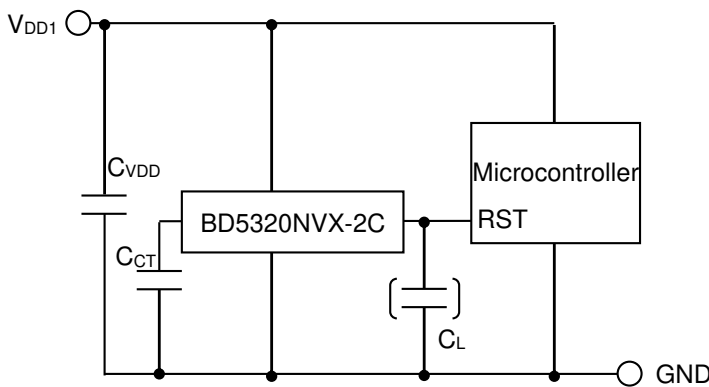 VDD1
CVDD
Microcontroller
BD5320NVX-2C
RST
CCT
CL
GND